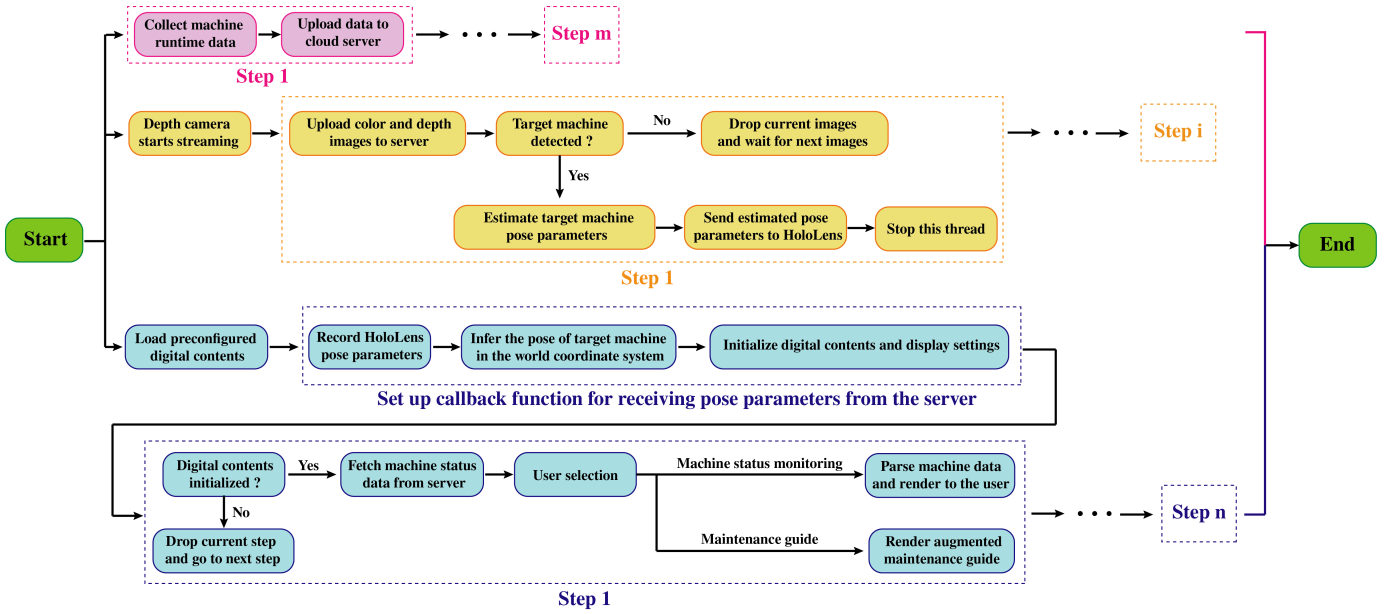 Start
Collect machine
runtime data
Upload data to
cloud server
Step m
Step 1
Depth camera
starts streaming
Upload color and depth
images to server
Target machine
detected ?
No
Drop current images
and wait for next images
Step i
Yes
Estimate target machine
pose parameters
Send estimated pose
parameters to HoloLens
Stop this thread
Step 1
End
Load preconfigured
digital contents
Record HoloLens
pose parameters
Infer the pose of target machine
in the world coordinate system
Initialize digital contents and display settings
Set up callback function for receiving pose parameters from the server
Digital contents
initialized ?
Yes
Fetch machine status
data from server
User selection
Machine status monitoring
Parse machine data
and render to the user
No
Drop current step
and go to next step
Maintenance guide
Render augmented
maintenance guide
Step n
Step 1